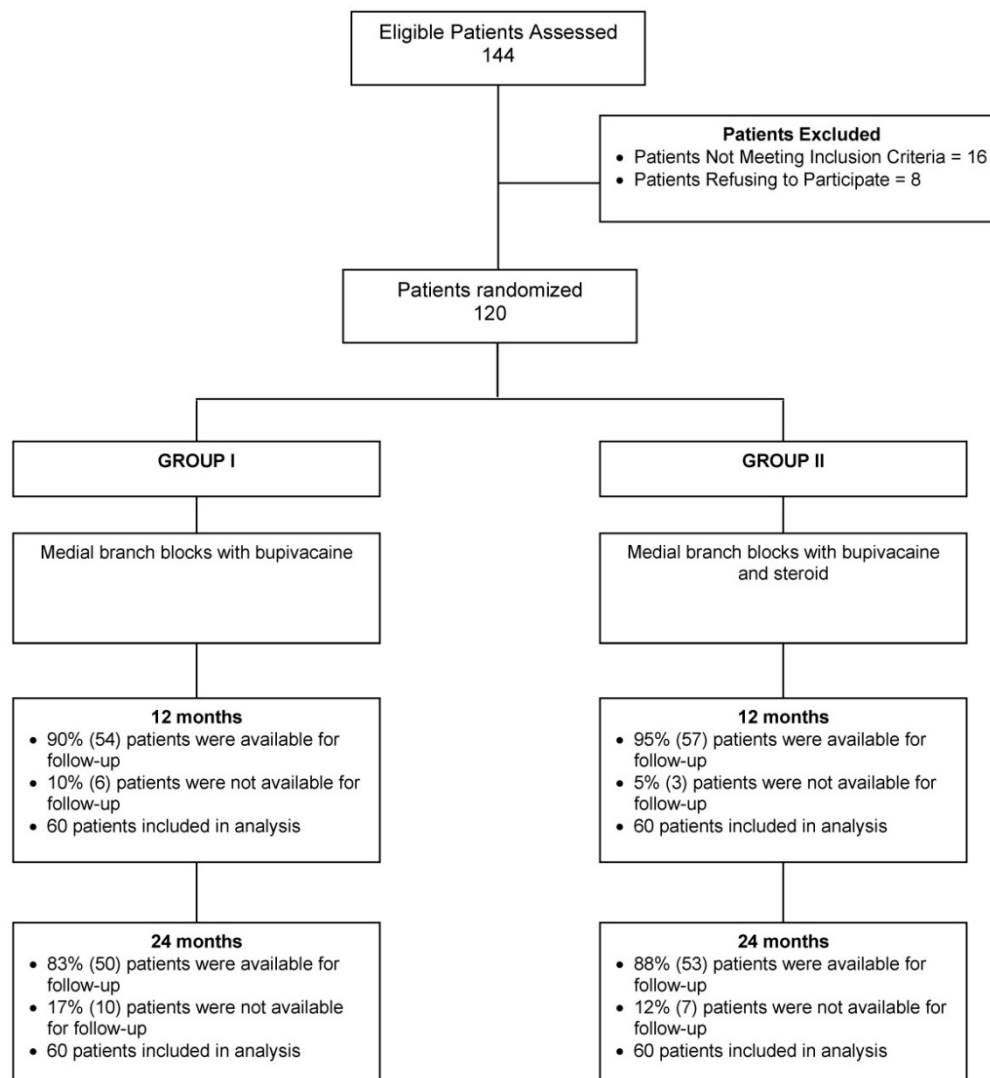 Eligible Patients Assessed
144
Patients Excluded
• Patients Not Meeting Inclusion Criteria = 16
• Patients Refusing to Participate = 8
Patients randomized
120
GROUP I
GROUP II
Medial branch blocks with bupivacaine
Medial branch blocks with bupivacaine
and steroid
12 months
• 90% (54) patients were available for
follow-up
• 10% (6) patients were not available for
follow-up
• 60 patients included in analysis
12 months
• 95% (57) patients were available for
follow-up
• 5% (3) patients were not available for
follow-up
• 60 patients included in analysis
24 months
• 83% (50) patients were available for
follow-up
• 17% (10) patients were not available
for follow-up
• 60 patients included in analysis
24 months
• 88% (53) patients were available for
follow-up
• 12% (7) patients were not available for
follow-up
• 60 patients included in analysis